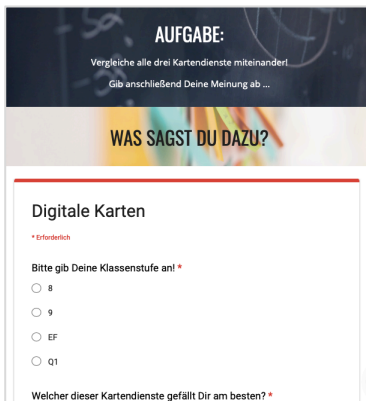 AUFGABE:
Vergleiche alle drei Kartendienste miteinander!
Gib anschließend Deine Meinung ab ...
WAS SAGST DU DAZU?
Digitale Karten
* Erforderlich
Bitte gib Deine Klassenstufe an! *
8
9
EF
Q1
Welcher dieser Kartendienste gefällt Dir am besten? *